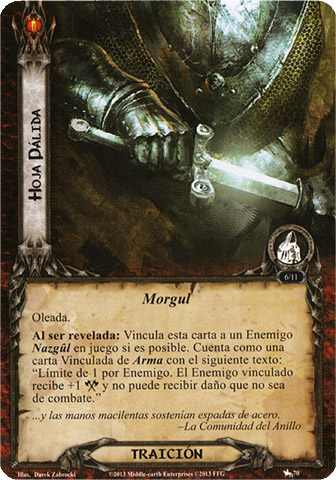 HOJA PÁLIDA
6/11
Morgul
Oleada.
Al ser revelada: Vincula esta carta a un Enemigo
Nazgûl en juego si es posible. Cuenta como una
carta Vinculada de Arma con el siguiente texto:
“Límite de 1 por Enemigo. El Enemigo vinculado
recibe +1 y no puede recibir daño que no sea
de combate.”
...y las manos macilentas sostenían espadas de acero.
–La Comunidad del Anillo
TRAICIÓN
Illus. Darek Zabrocki
©2013 Middle-earth Enterprises ©2013 FFG
70